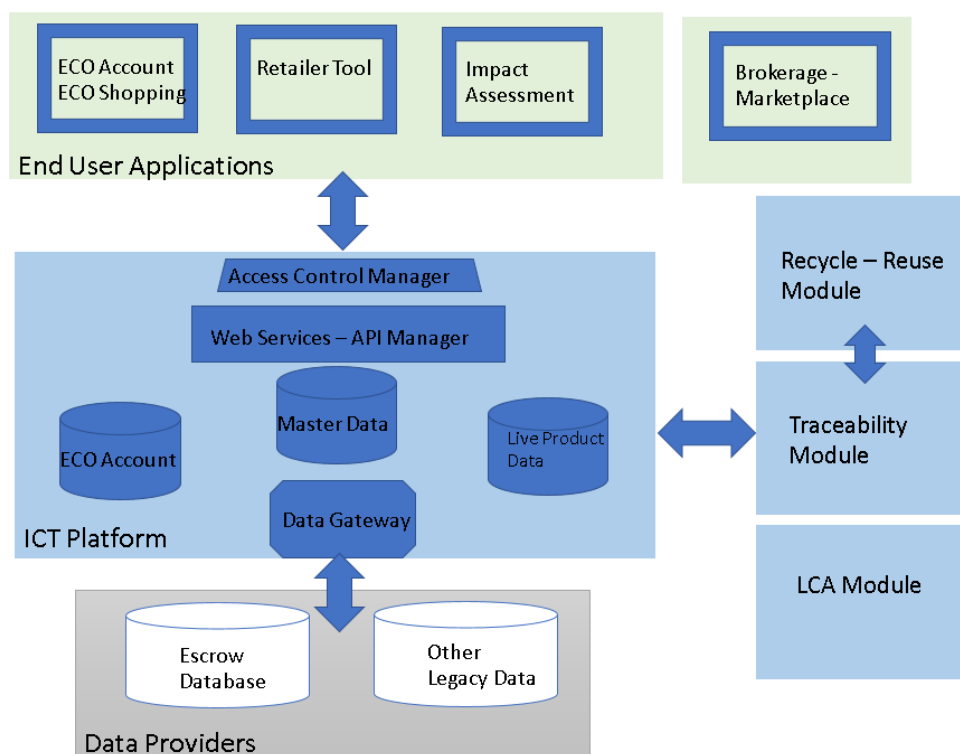 ECO Account
ECO Shopping
Retailer Tool
Impact
Assessment
Brokerage -
Marketplace
End User Applications
Access Control Manager
Web Services – API Manager
Master Data
ECO Account
Live Product
Data
Data Gateway
ICT Platform
Recycle – Reuse
Module
Traceability
Module
LCA Module
Escrow
Database
Other
Legacy Data
Data Providers